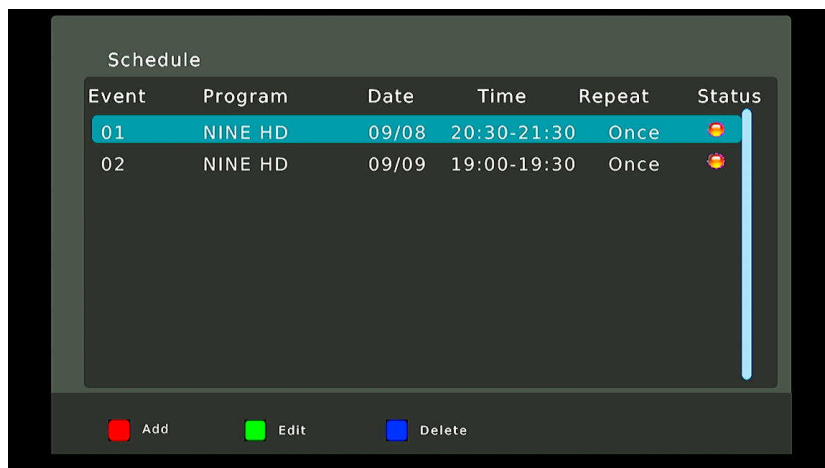 Schedule
Event Program Date Time Repeat Status
01 NINE HD 09/08 20:30-21:30 Once
02 NINE HD 09/09 19:00-19:30 Once
Add Edit Delete